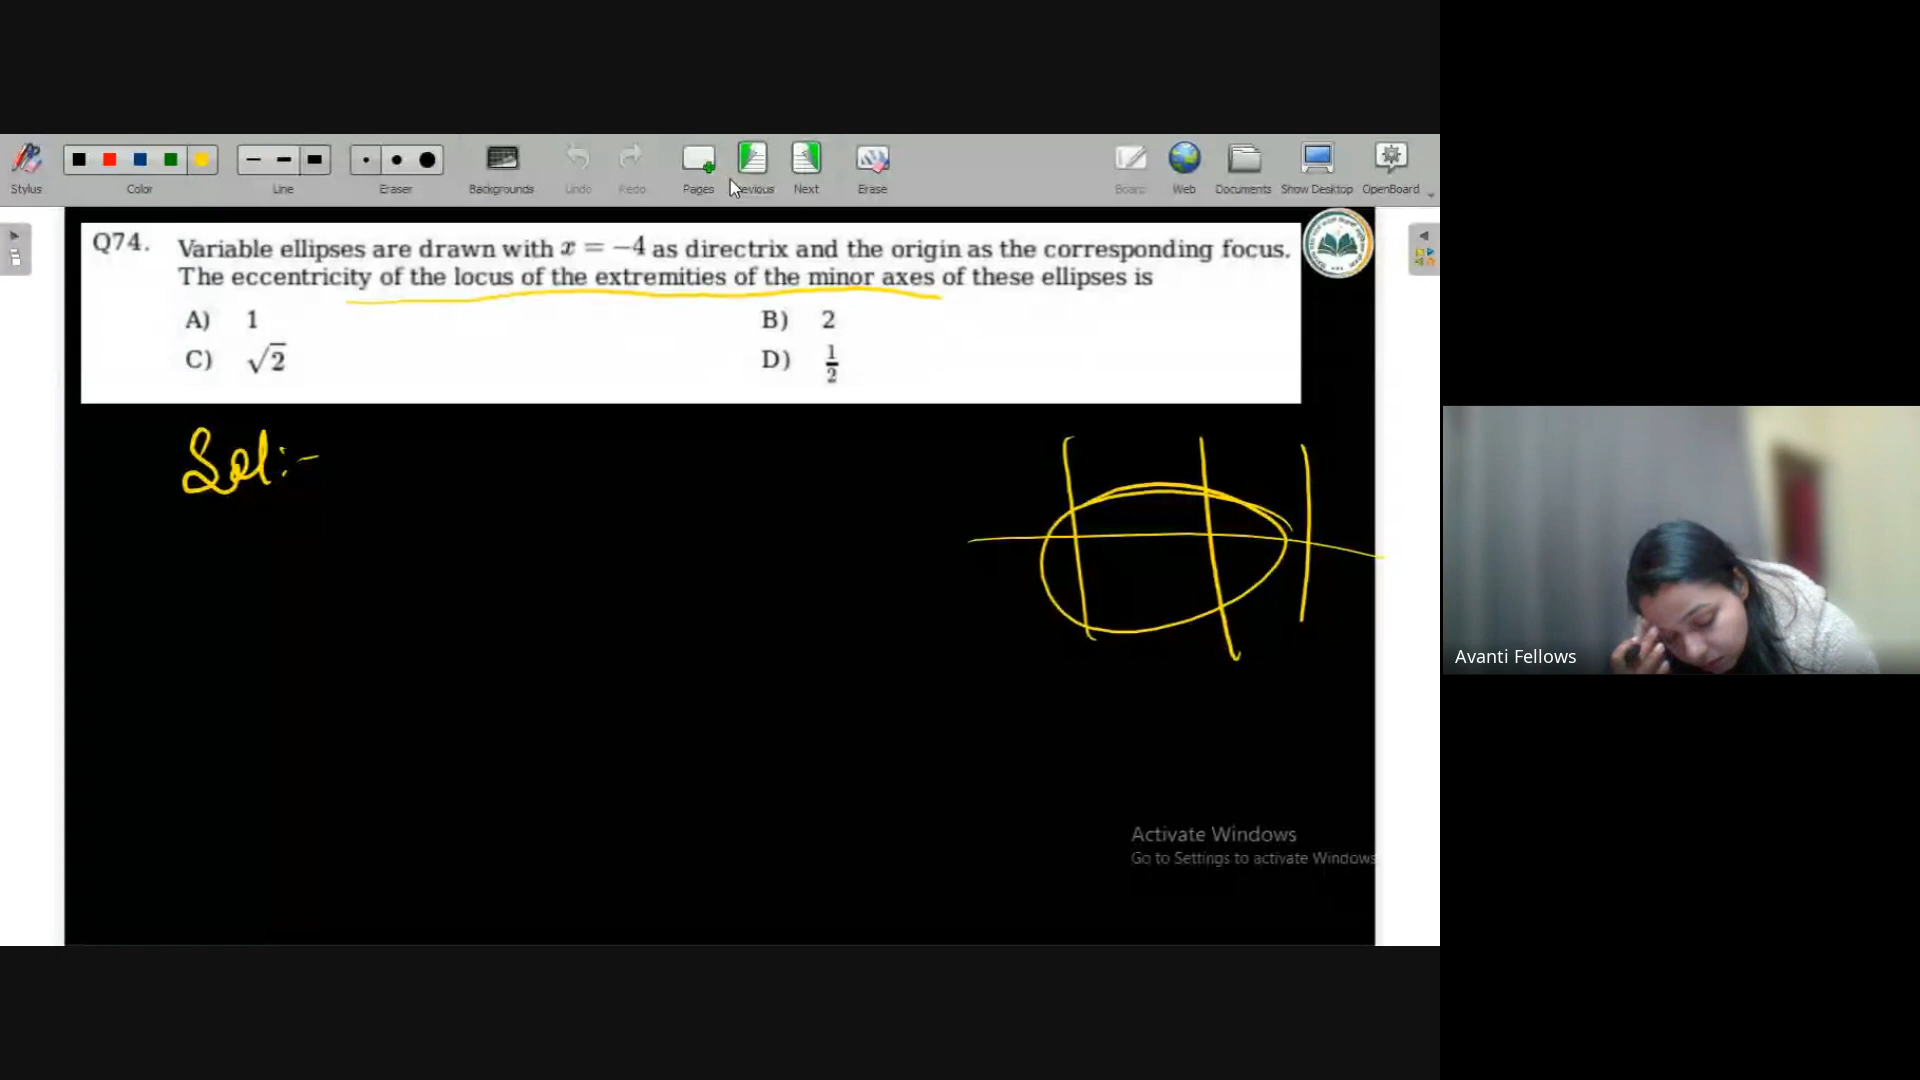 Stylus
Color
Line
Eraser
Backgrounds
Undo
Redo
Pages
Next
Erase
Board
Web
Documents
Show Desktop
OpenBoard
Q74. Variable ellipses are drawn with x = −4 as directrix and the origin as the corresponding focus.
The eccentricity of the locus of the extremities of the minor axes of these ellipses is
A) 1 B) 2
C) √2 D) 1/2
Sol:-
Avanti Fellows
Activate Windows
Go to Settings to activate Windows